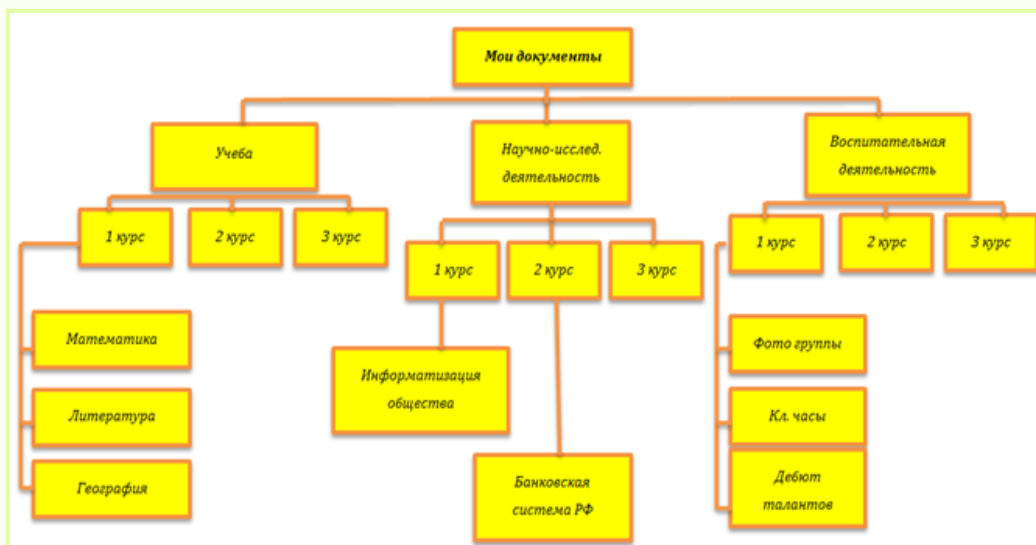 Мои документы
Учеба
Научно-исслед.
деятельность
Воспитательная
деятельность
1 курс
2 курс
3 курс
1 курс
2 курс
3 курс
1 курс
2 курс
3 курс
Математика
Литература
География
Информатизация
общества
Банковская
система РФ
Фото группы
Кл. часы
Дебют
талантов